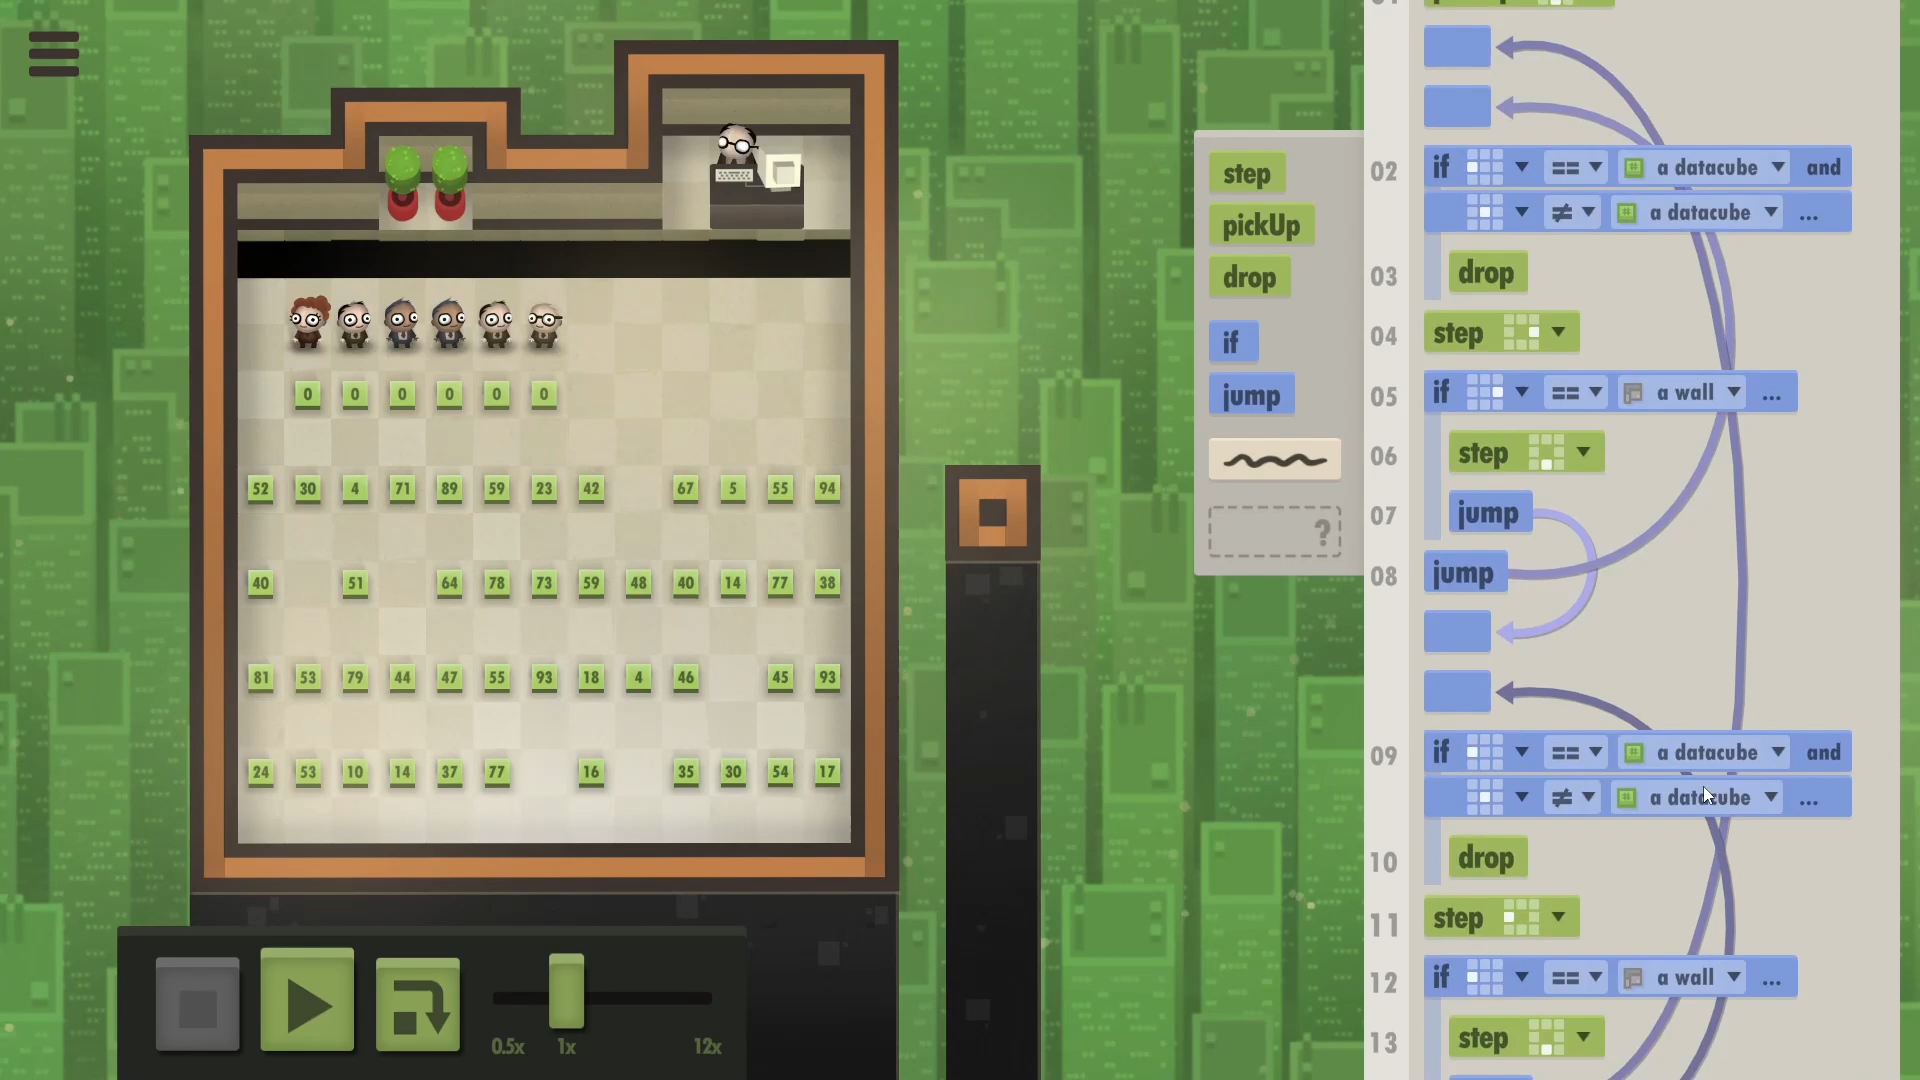 0 0 0 0 0 0
52 30 4 71 89 59 23 42 67 5 55 94
40 51 64 78 73 59 48 40 14 77 38
81 53 79 44 47 55 93 18 4 46 45 93
24 53 10 14 37 77 16 35 30 54 17
0.5x 1x 12x
step
pickUp
drop
if
jump
?
02 if == a datacube and
≠ a datacube ...
03 drop
04 step
05 if == a wall ...
06 step
07 jump
08 jump
09 if == a datacube and
≠ a datacube ...
10 drop
11 step
12 if == a wall ...
13 step